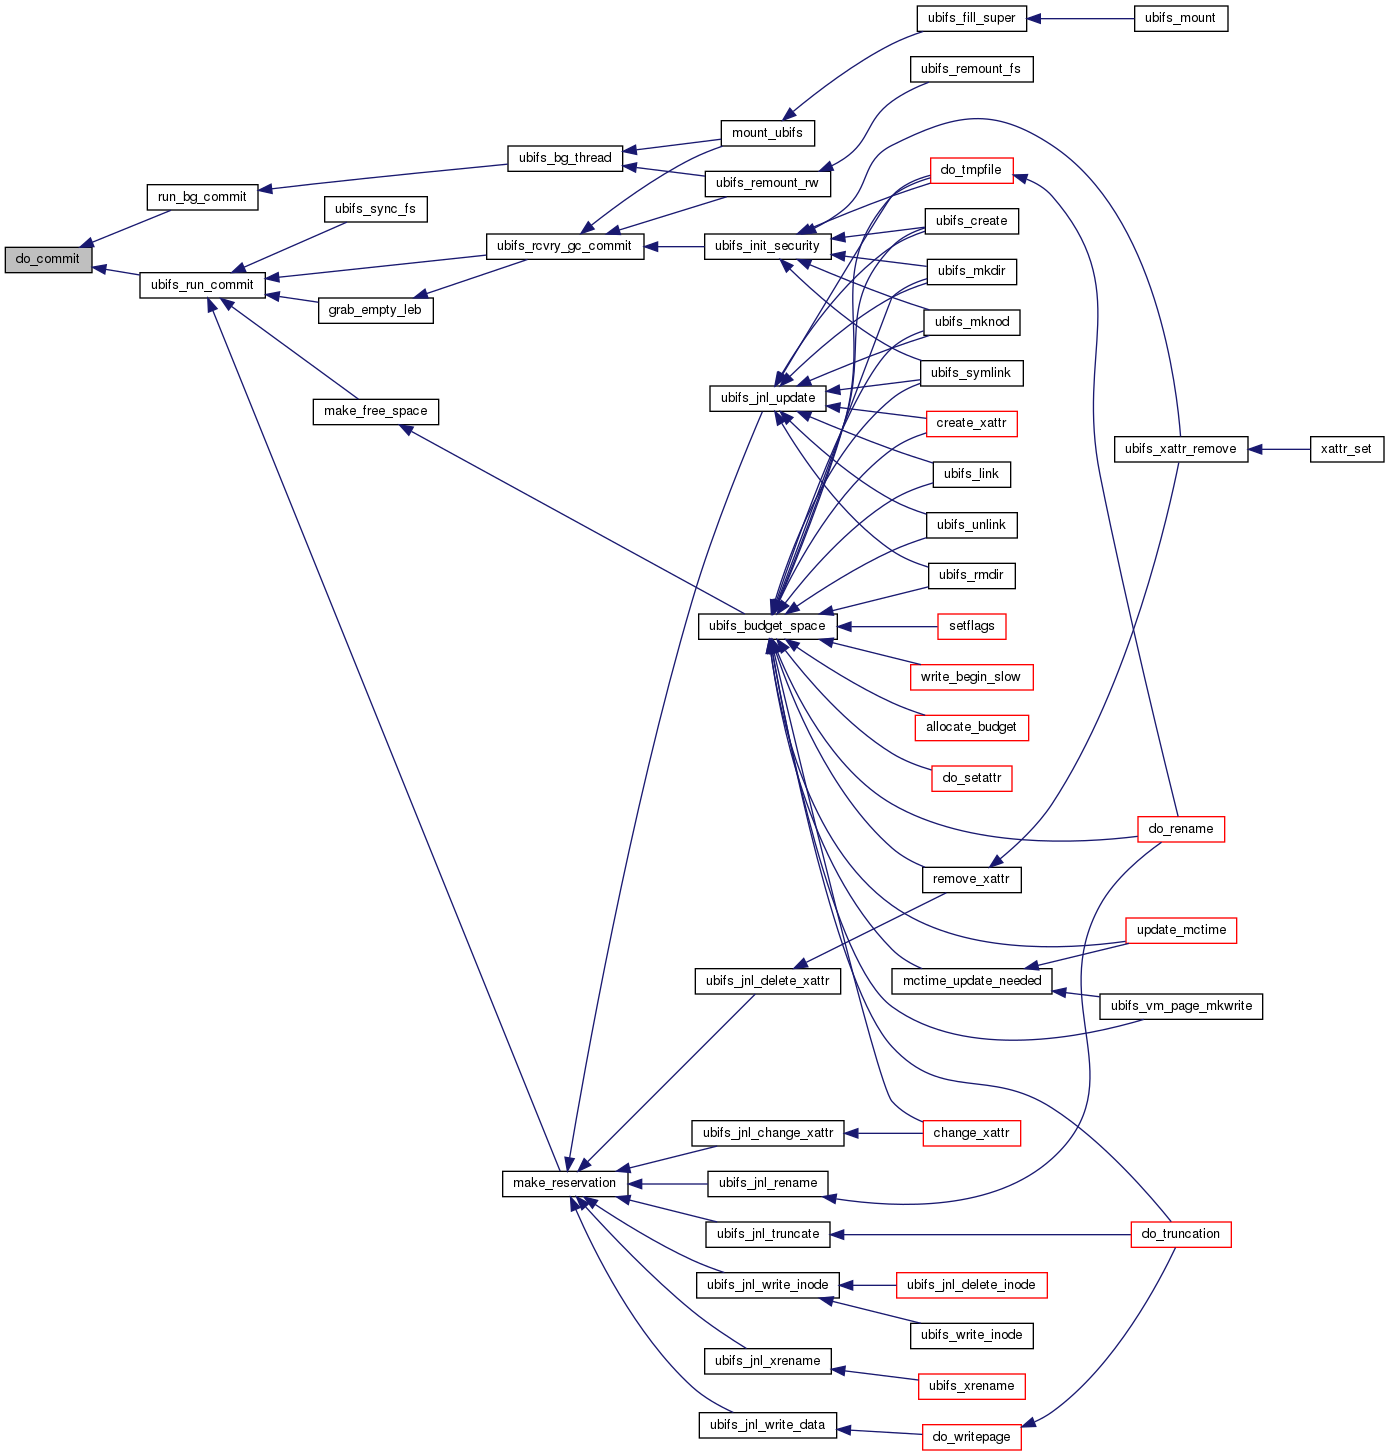 ubifs_fill_super
ubifs_mount
ubifs_remount_fs
mount_ubifs
ubifs_bg_thread
do_tmpfile
ubifs_remount_rw
run_bg_commit
ubifs_sync_fs
ubifs_create
ubifs_rcvry_gc_commit
ubifs_init_security
do_commit
ubifs_mkdir
ubifs_run_commit
grab_empty_leb
ubifs_mknod
ubifs_symlink
ubifs_jnl_update
make_free_space
create_xattr
ubifs_xattr_remove
xattr_set
ubifs_link
ubifs_unlink
ubifs_rmdir
ubifs_budget_space
setflags
write_begin_slow
allocate_budget
do_setattr
do_rename
remove_xattr
update_mctime
ubifs_jnl_delete_xattr
mctime_update_needed
ubifs_vm_page_mkwrite
ubifs_jnl_change_xattr
change_xattr
make_reservation
ubifs_jnl_rename
ubifs_jnl_truncate
do_truncation
ubifs_jnl_write_inode
ubifs_jnl_delete_inode
ubifs_write_inode
ubifs_jnl_xrename
ubifs_xrename
ubifs_jnl_write_data
do_writepage